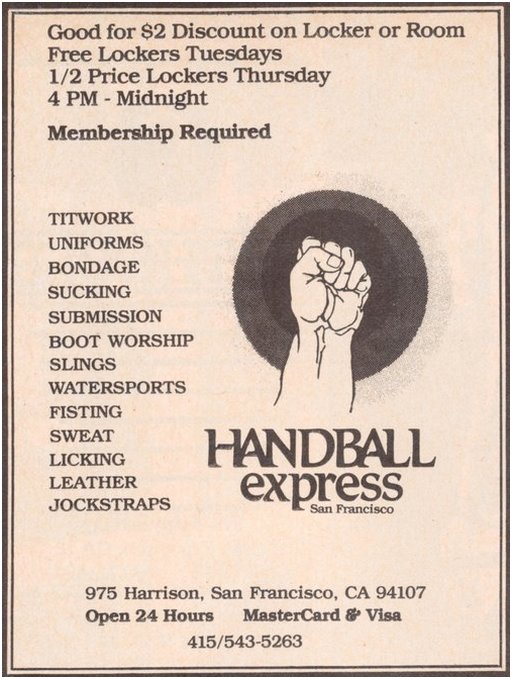 Good for $2 Discount on Locker or Room
Free Lockers Tuesdays
1/2 Price Lockers Thursday
4 PM - Midnight
Membership Required
TITWORK
UNIFORMS
BONDAGE
SUCKING
SUBMISSION
BOOT WORSHIP
SLINGS
WATERSPORTS
FISTING
SWEAT
LICKING
LEATHER
JOCKSTRAPS
HANDBALL
express
San Francisco
975 Harrison, San Francisco, CA 94107
Open 24 Hours MasterCard & Visa
415/543-5263